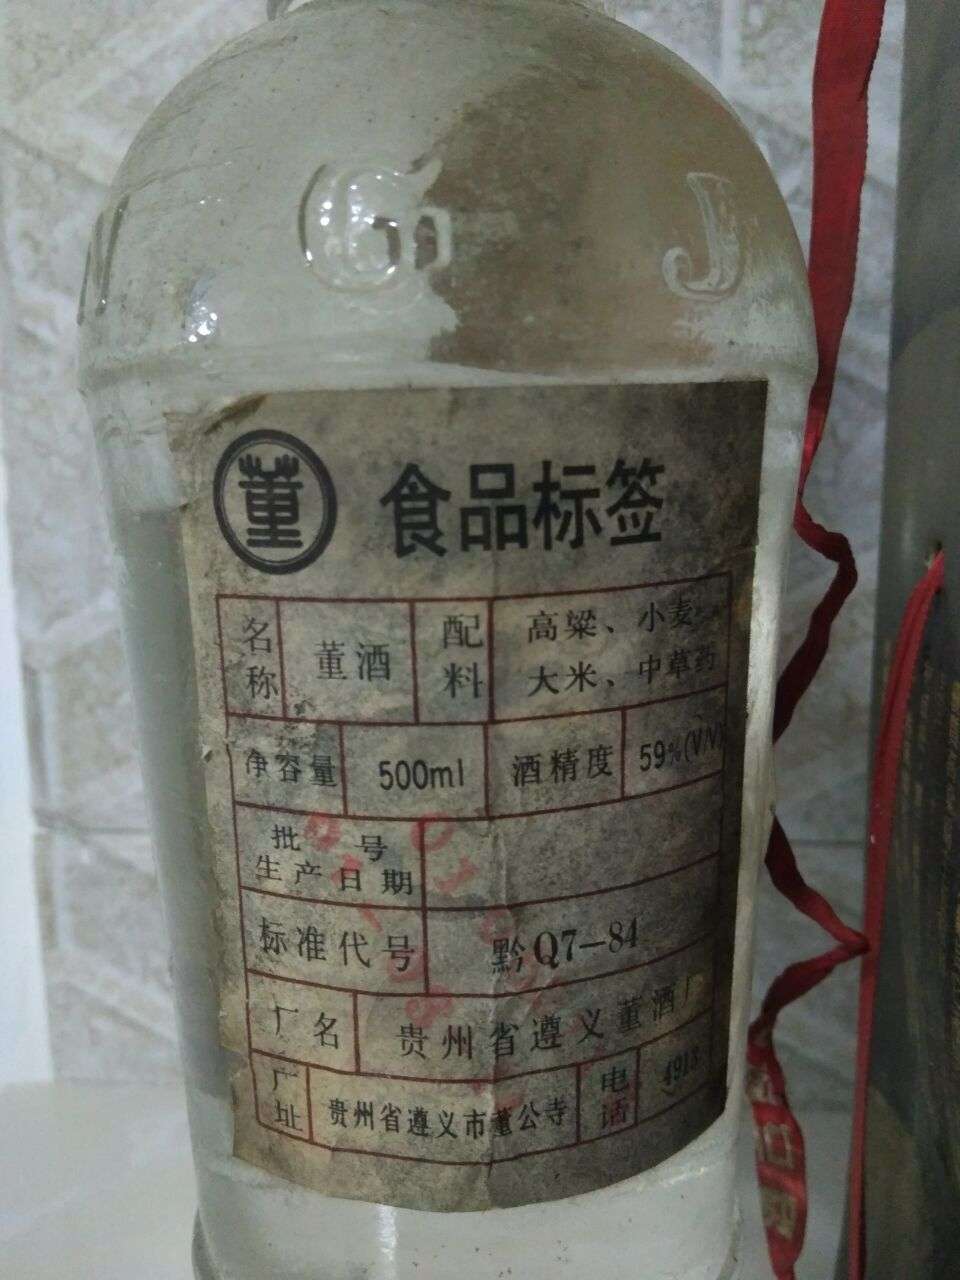 G J
董 食品标签
名称 董酒 配料 高粱、小麦
大米、中草药
净容量 500ml 酒精度 59%(V/V)
批号
生产日期
标准代号 黔Q7-84
厂名 贵州省遵义董酒厂
厂址 贵州省遵义市董公寺 电话